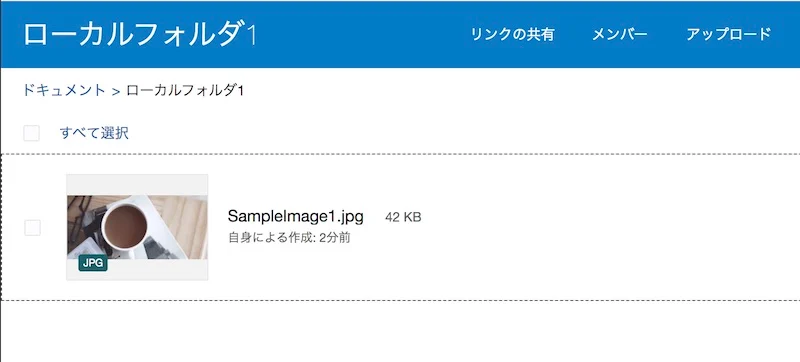 ローカルフォルダ1
リンクの共有 メンバー アップロード
ドキュメント > ローカルフォルダ1
すべて選択
SampleImage1.jpg 42 KB
自身による作成: 2分前
JPG